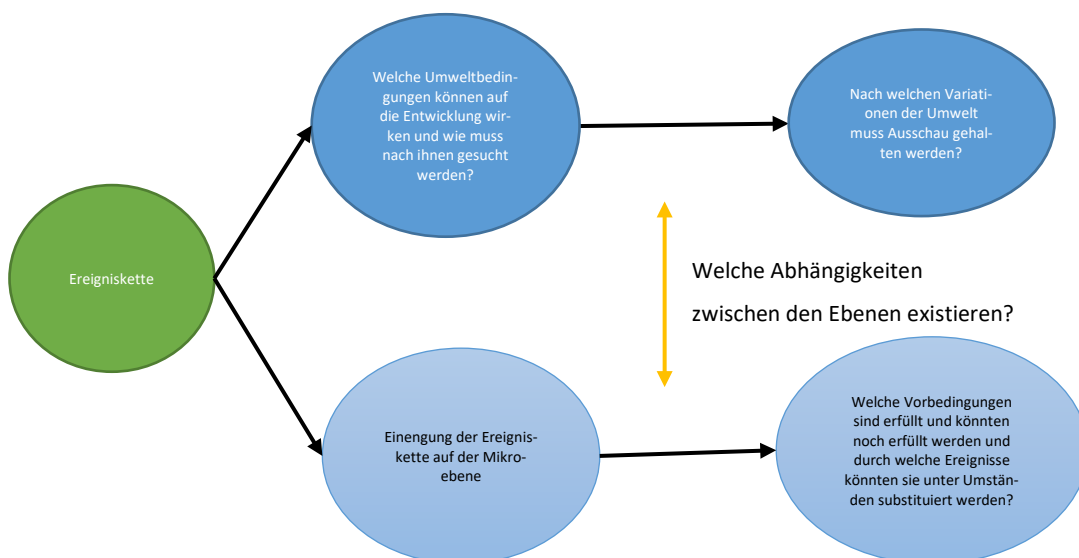 Welche Umweltbedin-
gungen können auf
die Entwicklung wir-
ken und wie muss
nach ihnen gesucht
werden?
Nach welchen Variati-
onen der Umwelt
muss Ausschau gehal-
ten werden?
Ereigniskette
Welche Abhängigkeiten
zwischen den Ebenen existieren?
Einengung der Ereignis-
kette auf der Mikro-
ebene
Welche Vorbedingungen
sind erfüllt und könnten
noch erfüllt werden und
durch welche Ereignisse
könnten sie unter Umstän-
den substituiert werden?